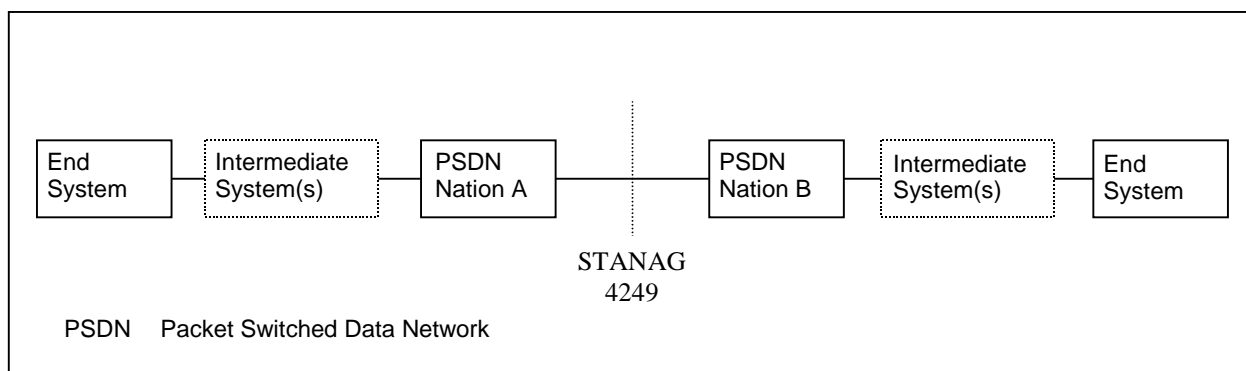 End
System
Intermediate
System(s)
PSDN
Nation A
PSDN
Nation B
Intermediate
System(s)
End
System
STANAG
4249
PSDN Packet Switched Data Network